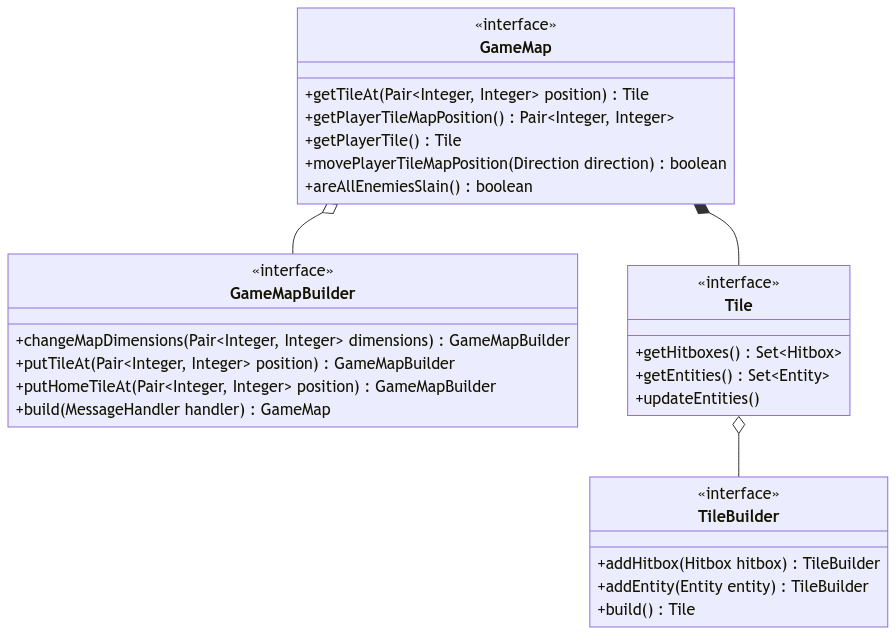 «interface»
GameMap
+getTileAt(Pair<Integer, Integer> position) : Tile
+getPlayerTileMapPosition() : Pair<Integer, Integer>
+getPlayerTile() : Tile
+movePlayerTileMapPosition(Direction direction) : boolean
+areAllEnemiesSlain() : boolean
«interface»
GameMapBuilder
+changeMapDimensions(Pair<Integer, Integer> dimensions) : GameMapBuilder
+putTileAt(Pair<Integer, Integer> position) : GameMapBuilder
+putHomeTileAt(Pair<Integer, Integer> position) : GameMapBuilder
+build(MessageHandler handler) : GameMap
«interface»
Tile
+getHitboxes() : Set<Hitbox>
+getEntities() : Set<Entity>
+updateEntities()
«interface»
TileBuilder
+addHitbox(Hitbox hitbox) : TileBuilder
+addEntity(Entity entity) : TileBuilder
+build() : Tile